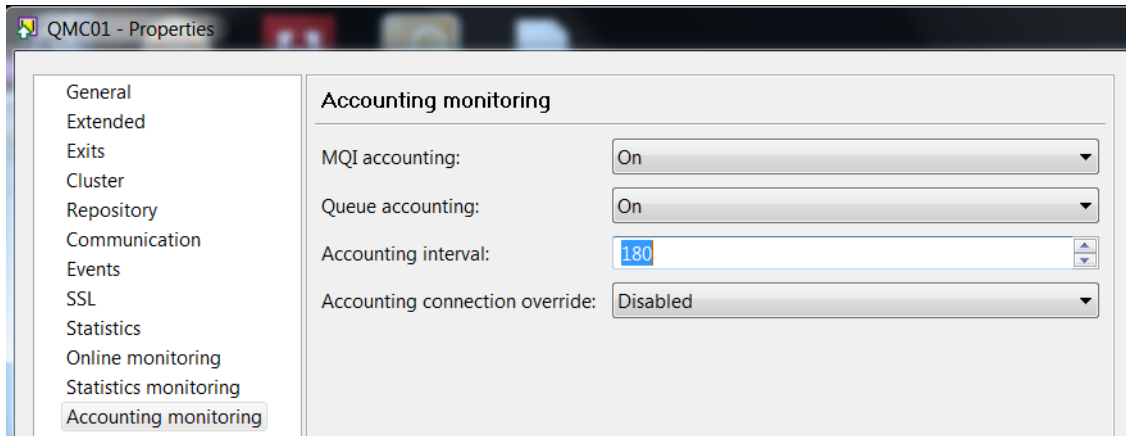 QMC01 - Properties
General
Extended
Exits
Cluster
Repository
Communication
Events
SSL
Statistics
Online monitoring
Statistics monitoring
Accounting monitoring
Accounting monitoring
MQI accounting: On
Queue accounting: On
Accounting interval: 180
Accounting connection override: Disabled